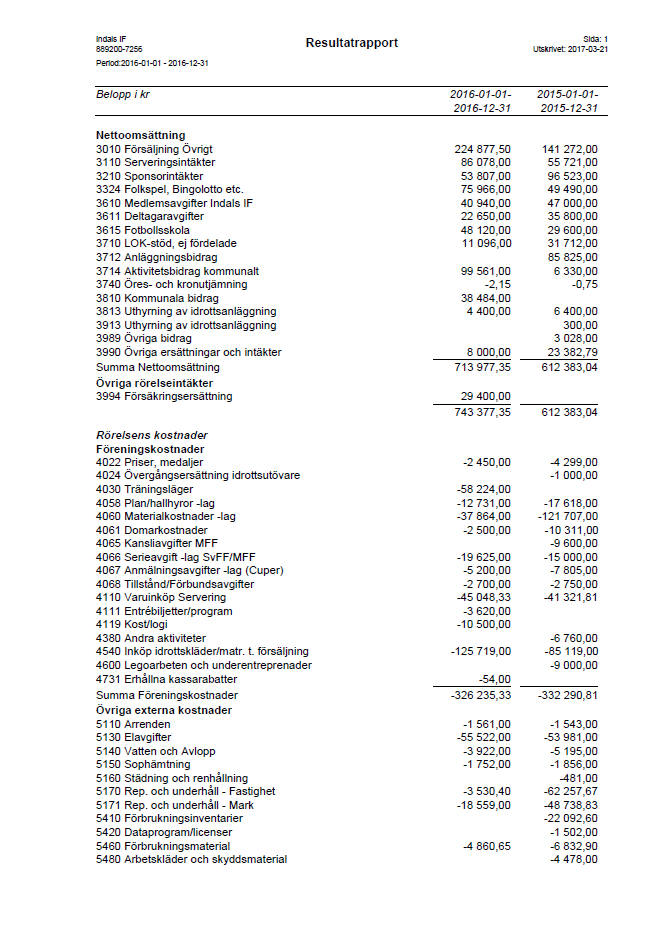 Indals IF Resultatrapport Sida: 1
889200-7256 Utskrivet: 2017-03-21
Period:2016-01-01 - 2016-12-31
Belopp i kr 2016-01-01- 2015-01-01-
2016-12-31 2015-12-31
Nettoomsättning
3010 Försäljning Övrigt 224 877,50 141 272,00
3110 Serveringsintäkter 86 078,00 55 721,00
3210 Sponsorintäkter 53 807,00 96 523,00
3324 Folkspel, Bingolotto etc. 75 966,00 49 490,00
3610 Medlemsavgifter Indals IF 40 940,00 47 000,00
3611 Deltagaravgifter 22 650,00 35 800,00
3615 Fotbollsskola 48 120,00 29 600,00
3710 LOK-stöd, ej fördelade 11 096,00 31 712,00
3712 Anläggningsbidrag 85 825,00
3714 Aktivitetsbidrag kommunalt 99 561,00 6 330,00
3740 Öres- och kronutjämning -2,15 -0,75
3810 Kommunala bidrag 38 484,00
3813 Uthyrning av idrottsanläggning 4 400,00 6 400,00
3913 Uthyrning av idrottsanläggning 300,00
3989 Övriga bidrag 3 028,00
3990 Övriga ersättningar och intäkter 8 000,00 23 382,79
Summa Nettoomsättning 713 977,35 612 383,04
Övriga rörelseintäkter
3994 Försäkringsersättning 29 400,00
743 377,35 612 383,04
Rörelsens kostnader
Föreningskostnader
4022 Priser, medaljer -2 450,00 -4 299,00
4024 Övergångsersättning idrottsutövare -1 000,00
4030 Träningsläger -58 224,00
4058 Plan/hallhyror -lag -12 731,00 -17 618,00
4060 Materialkostnader -lag -37 864,00 -121 707,00
4061 Domarkostnader -2 500,00 -10 311,00
4065 Kansliavgifter MFF -9 600,00
4066 Serieavgift -lag SvFF/MFF -19 625,00 -15 000,00
4067 Anmälningsavgifter -lag (Cuper) -5 200,00 -7 805,00
4068 Tillstånd/Förbundsavgifter -2 700,00 -2 750,00
4110 Varuinköp Servering -45 048,33 -41 321,81
4111 Entrébiljetter/program -3 620,00
4119 Kost/logi -10 500,00
4380 Andra aktiviteter -6 760,00
4540 Inköp idrottskläder/matr. t. försäljning -125 719,00 -85 119,00
4600 Legoarbeten och underentreprenader -9 000,00
4731 Erhållna kassarabatter -54,00
Summa Föreningskostnader -326 235,33 -332 290,81
Övriga externa kostnader
5110 Arrenden -1 561,00 -1 543,00
5130 Elavgifter -55 522,00 -53 981,00
5140 Vatten och Avlopp -3 922,00 -5 195,00
5150 Sophämtning -1 752,00 -1 856,00
5160 Städning och renhållning -481,00
5170 Rep. och underhåll - Fastighet -3 530,40 -62 257,67
5171 Rep. och underhåll - Mark -18 559,00 -48 738,83
5410 Förbrukningsinventarier -22 092,60
5420 Dataprogram/licenser -1 502,00
5460 Förbrukningsmaterial -4 860,65 -6 832,90
5480 Arbetskläder och skyddsmaterial -4 478,00